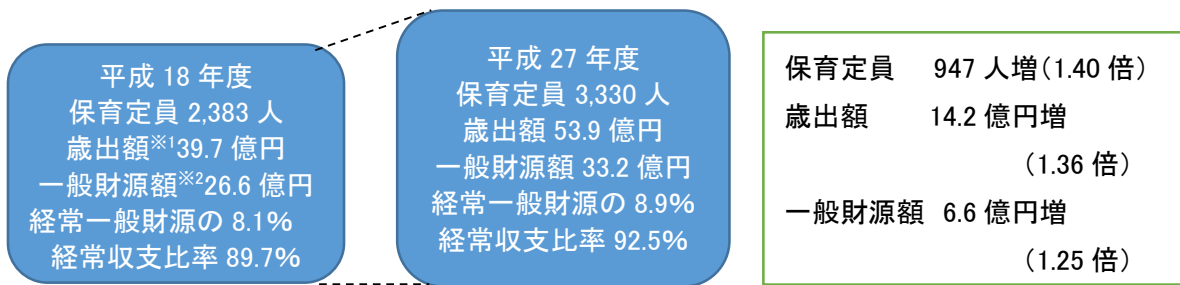 平成 18 年度
保育定員 2,383 人
歳出額※1 39.7 億円
一般財源額※2 26.6 億円
経常一般財源の 8.1%
経常収支比率 89.7%
平成 27 年度
保育定員 3,330 人
歳出額 53.9 億円
一般財源額 33.2 億円
経常一般財源の 8.9%
経常収支比率 92.5%
保育定員 947 人増(1.40 倍)
歳出額 14.2 億円増
(1.36 倍)
一般財源額 6.6 億円増
(1.25 倍)